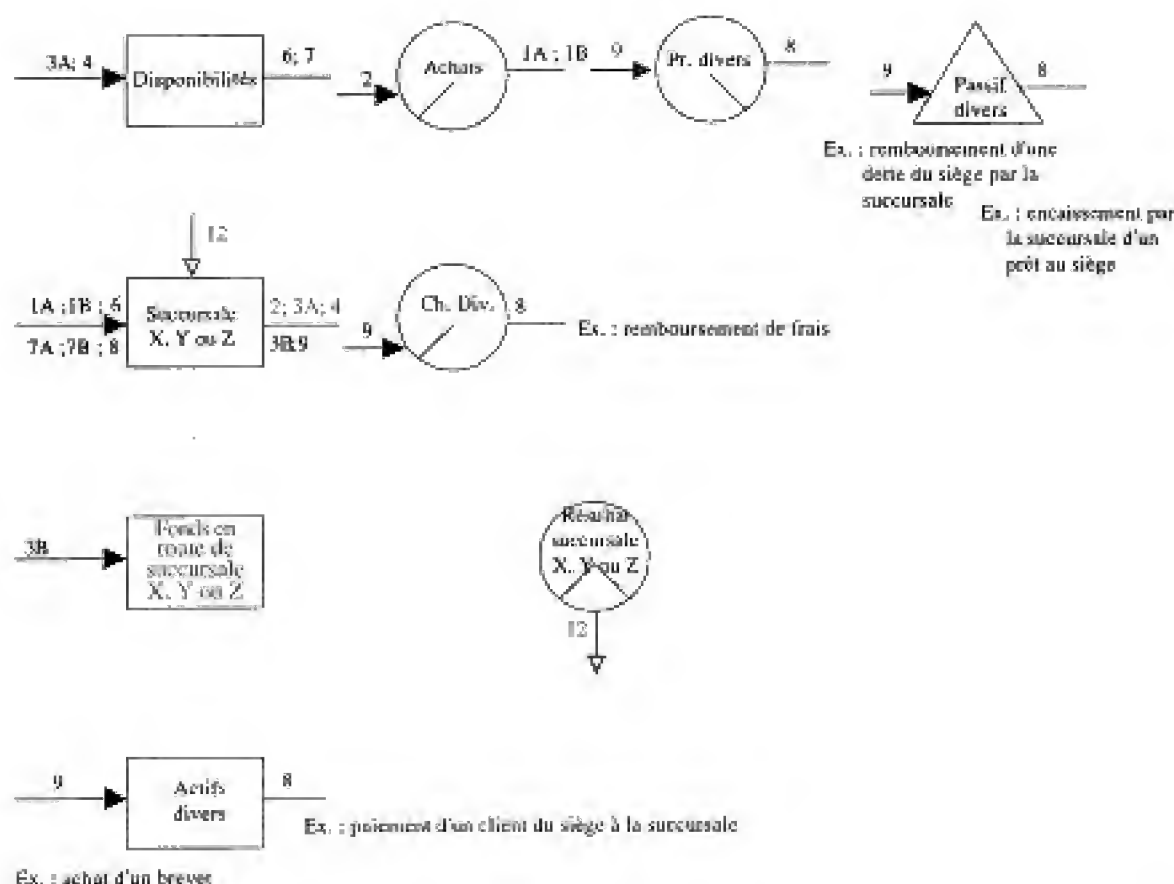 3A; 4
Disponibilités
6; 7
2
Achats
1A ; 1B
9
Pr. divers
8
9
Passif
divers
8
Ex. : remboursement d'une
dette du siège par la
succursale
Ex. : encaissement par
la succursale d'un
prêt au siège
12
1A ;1B ; 6
7A ;7B ; 8
Succursale
X, Y ou Z
2; 3A; 4
3B;9
9
Ch. Div.
8
Ex. : remboursement de frais
3B
Fonds en
route de
succursale
X, Y ou Z
Résultat
succursale
X, Y ou Z
12
9
Actifs
divers
8
Ex. : paiement d'un client du siège à la succursale
Ex. : achat d'un brevet